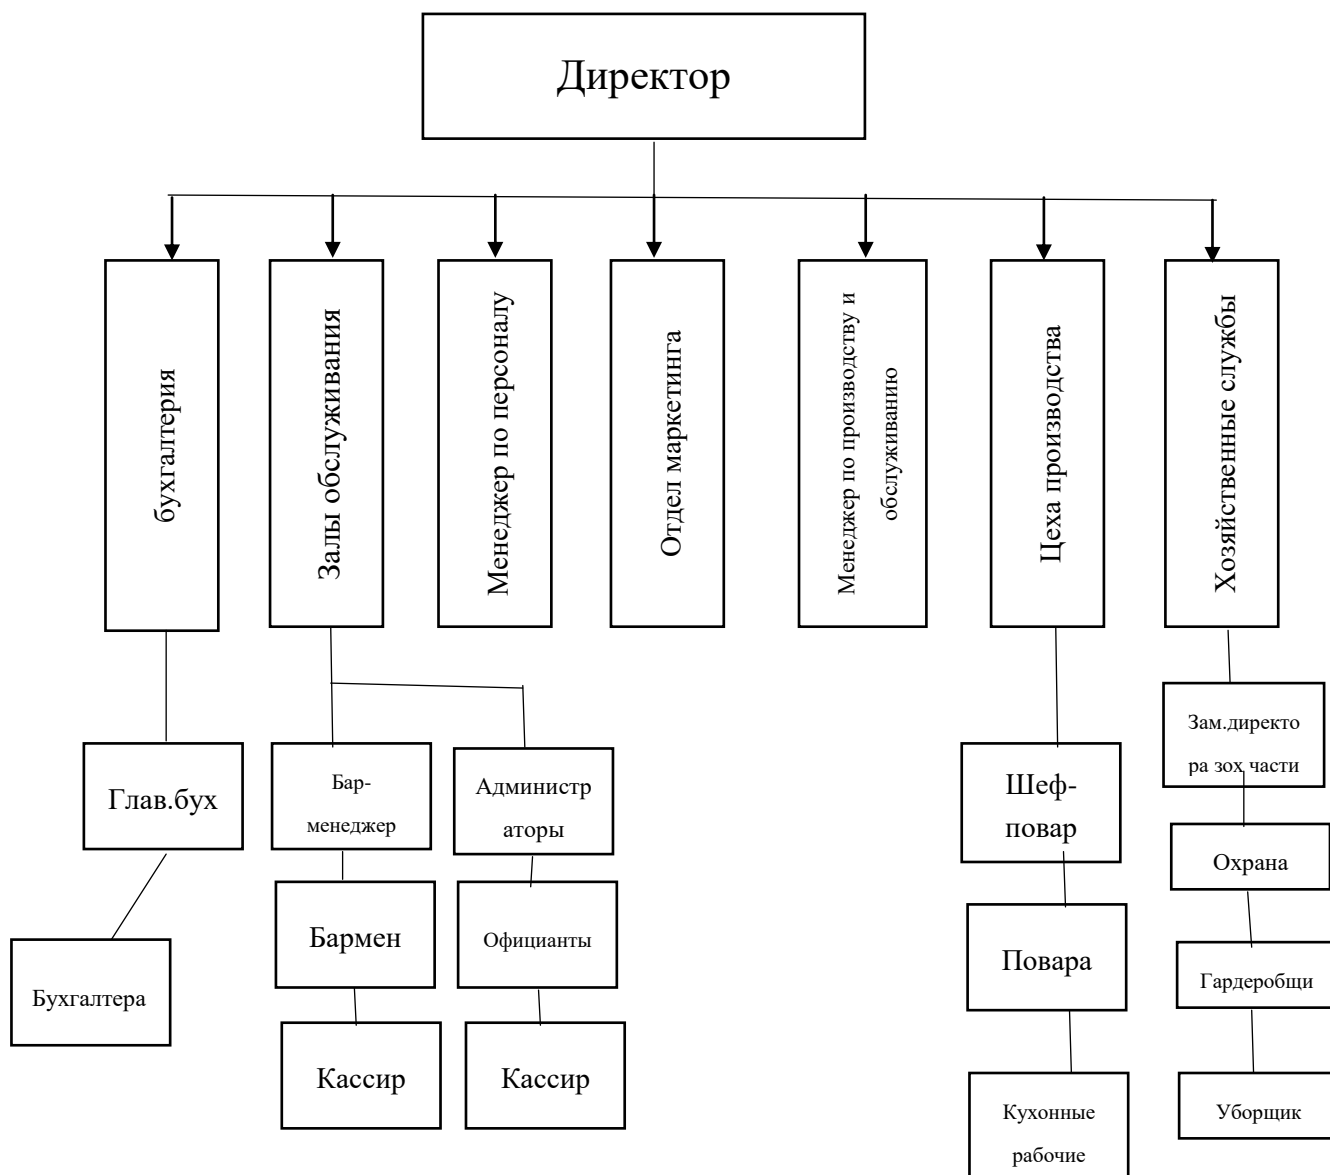 Директор
бухгалтерия
Залы обслуживания
Менеджер по персоналу
Отдел маркетинга
Менеджер по производству и
обслуживанию
Цеха производства
Хозяйственные службы
Глав.бух
Бар-
менеджер
Администр
аторы
Шеф-
повар
Зам.директо
ра зох части
Бухгалтера
Бармен
Официанты
Повара
Охрана
Гардеробщи
Кассир
Кассир
Кухонные
рабочие
Уборщик